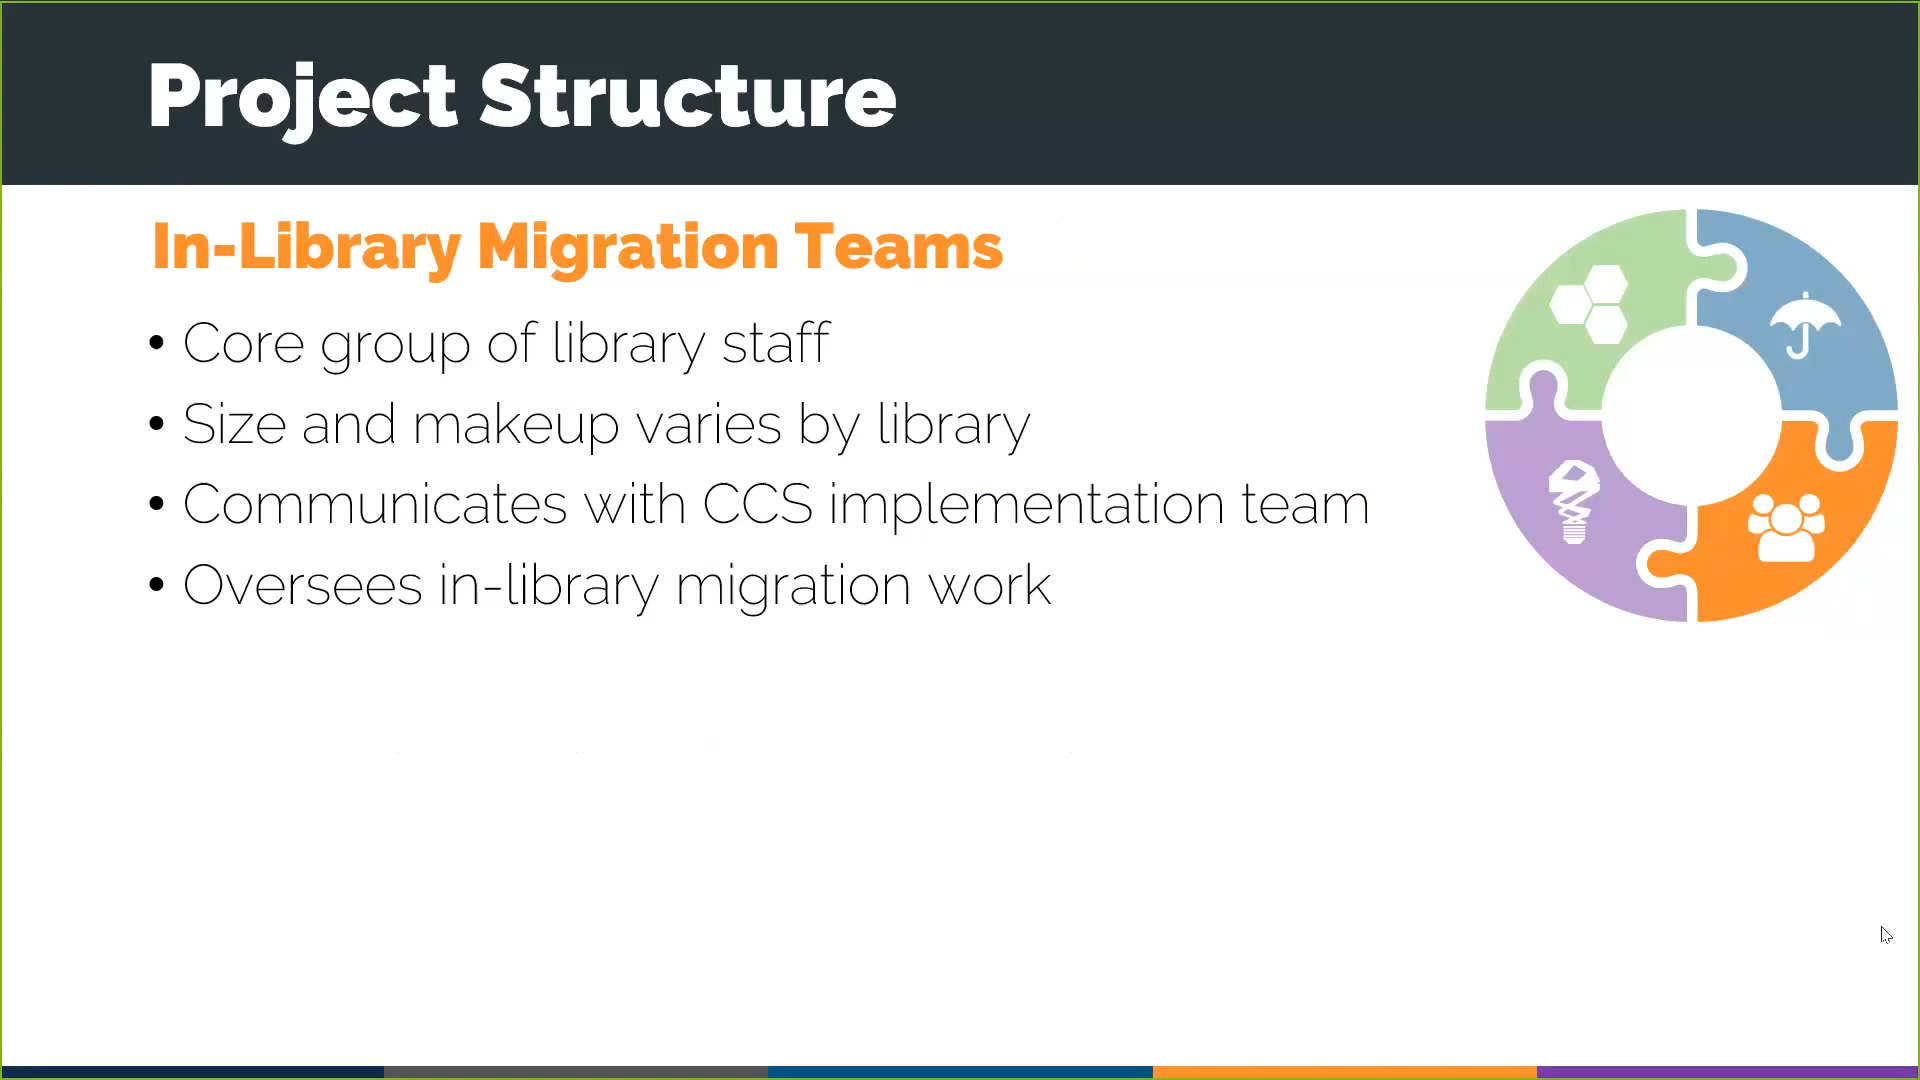 Project Structure
In-Library Migration Teams
• Core group of library staff
• Size and makeup varies by library
• Communicates with CCS implementation team
• Oversees in-library migration work